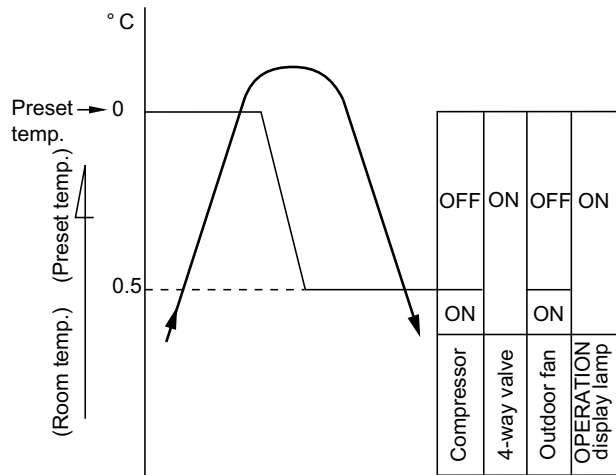 °C
Preset
temp.
0
(Preset temp.)
(Room temp.)
0.5
OFF
ON
OFF
ON
ON
ON
Compressor
4-way valve
Outdoor fan
OPERATION
display lamp